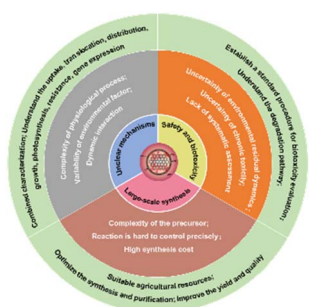 Combined characterization; Understand the uptake, translocation, distribution,
growth, photosynthesis, resistance, gene expression
Establish a standard procedure for biotoxicity evaluation;
Understand the degradation pathway;
Complexity of physiological process;
Variability of environmental factor;
Dynamic interaction
Uncertainty of environmental residual dynamics;
Uncertainty of chronic toxicity;
Lack of systematic assessment
Unclear mechanisms
Safety and biotoxicity
Large-scale synthesis
Complexity of the precursor;
Reaction is hard to control precisely;
High synthesis cost
Suitable agricultural resources;
Optimize the synthesis and purification; Improve the yield and quality